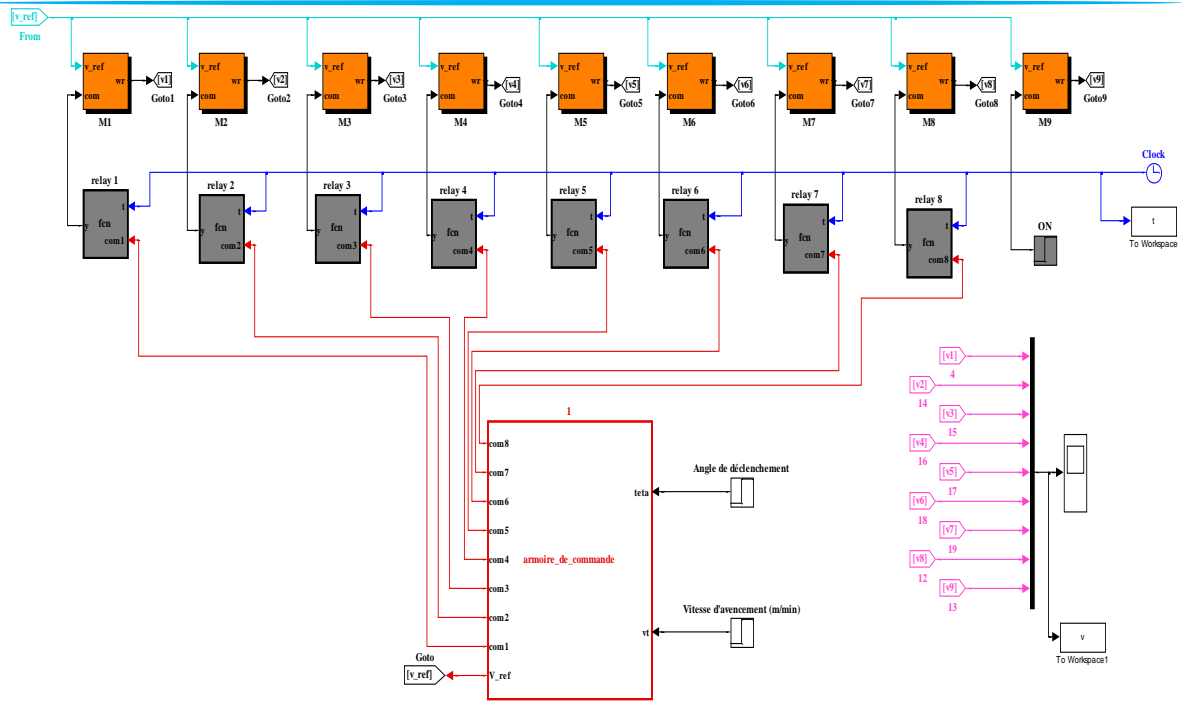 [v_ref]
From
v_ref
com
wr
M1
[v1]
Goto1
v_ref
com
wr
M2
[v2]
Goto2
v_ref
com
wr
M3
[v3]
Goto3
v_ref
com
wr
M4
[v4]
Goto4
v_ref
com
wr
M5
[v5]
Goto5
v_ref
com
wr
M6
[v6]
Goto6
v_ref
com
wr
M7
[v7]
Goto7
v_ref
com
wr
M8
[v8]
Goto8
v_ref
com
wr
M9
[v9]
Goto9
Clock
relay 1
t
fcn
y
com1
relay 2
t
fcn
y
com2
relay 3
t
fcn
y
com3
relay 4
t
fcn
y
com4
relay 5
t
fcn
y
com5
relay 6
t
fcn
y
com6
relay 7
t
fcn
y
com7
relay 8
t
fcn
y
com8
ON
t
To Workspace
1
com8
com7
com6
com5
com4
com3
com2
com1
V_ref
armoire_de_commande
teta
vt
Angle de déclenchement
Vitesse d'avencement (m/min)
Goto
[v_ref]
[v1]
4
[v2]
14
[v3]
15
[v4]
16
[v5]
17
[v6]
18
[v7]
19
[v8]
12
[v9]
13
v
To Workspace1